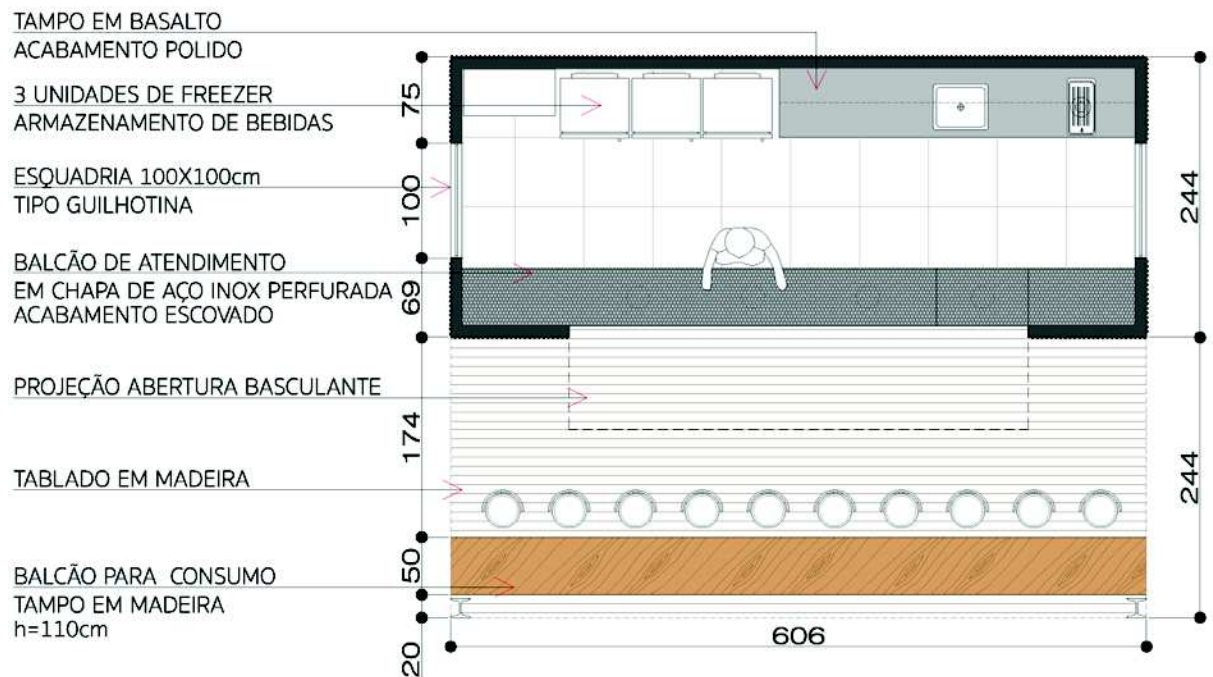 TAMPO EM BASALTO
ACABAMENTO POLIDO
3 UNIDADES DE FREEZER
ARMAZENAMENTO DE BEBIDAS
ESQUADRIA 100X100cm
TIPO GUILHOTINA
BALCÃO DE ATENDIMENTO
EM CHAPA DE AÇO INOX PERFURADA
ACABAMENTO ESCOVADO
PROJEÇÃO ABERTURA BASCULANTE
TABLADO EM MADEIRA
BALCÃO PARA CONSUMO
TAMPO EM MADEIRA
h=110cm
75
100
69
174
50
20
244
244
606